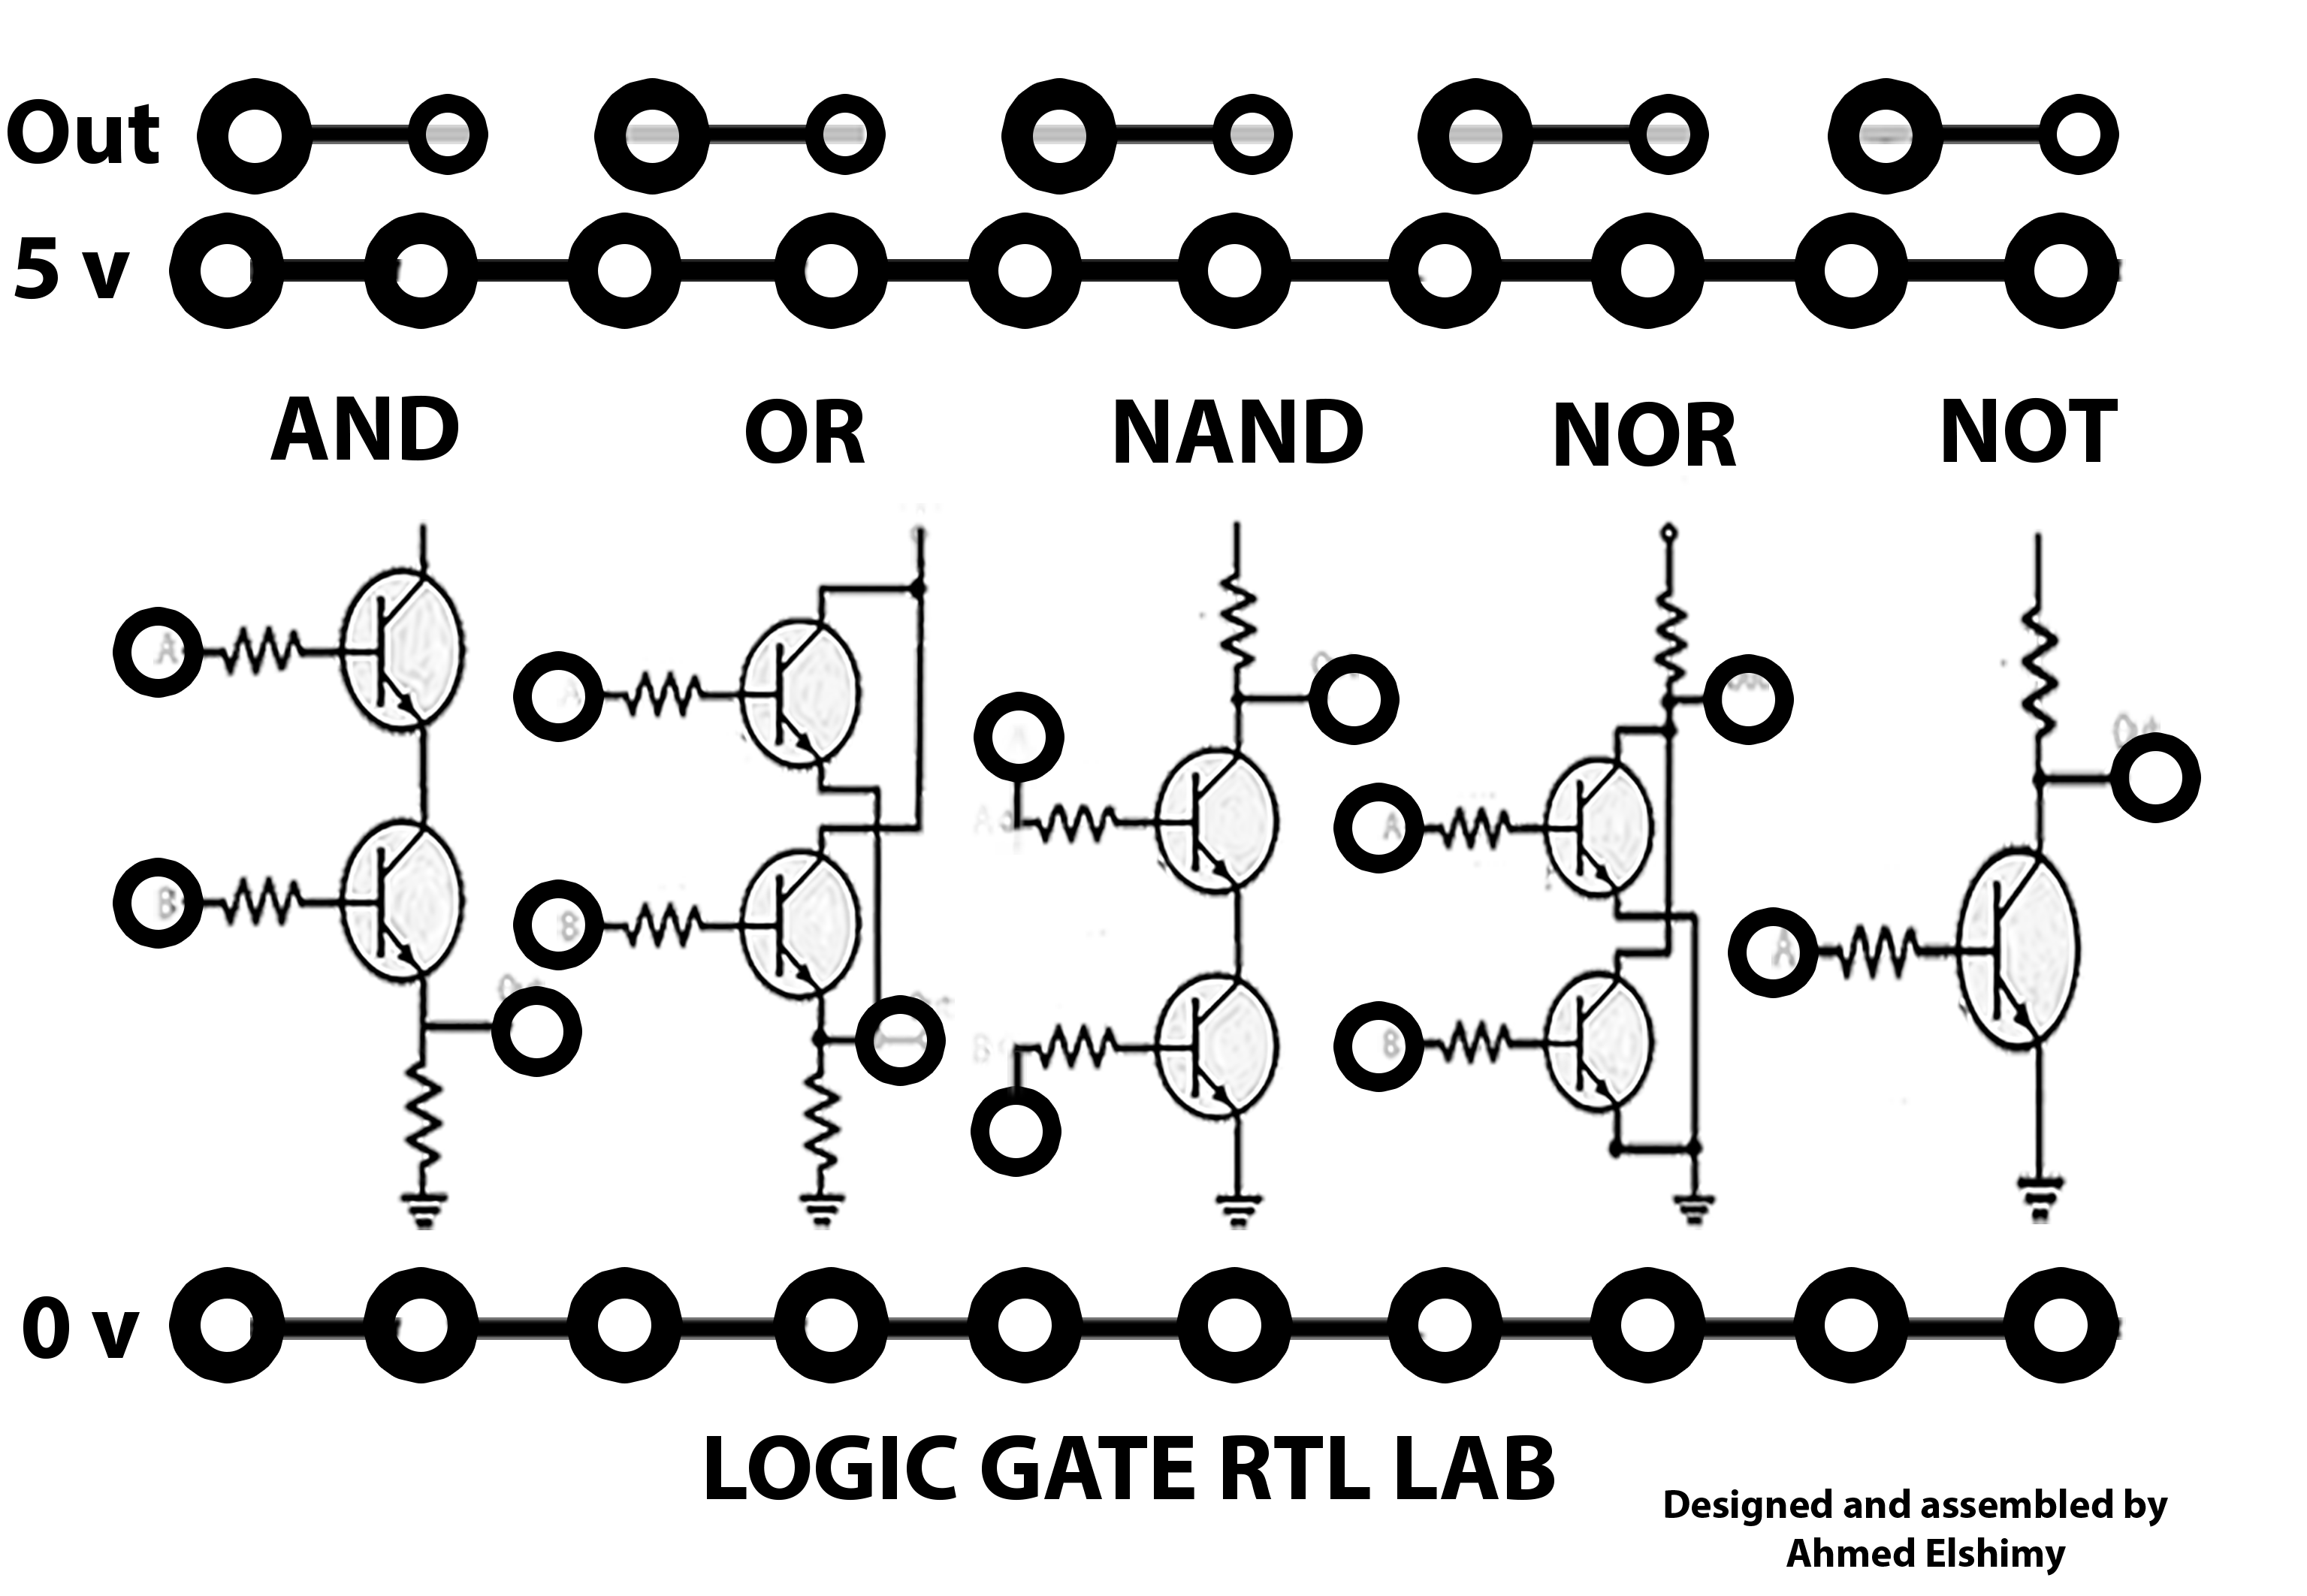 Out
5 v
AND OR NAND NOR NOT
A
A
A
A
B
A
B
B
B
0 v
LOGIC GATE RTL LAB
Designed and assembled by
Ahmed Elshimy